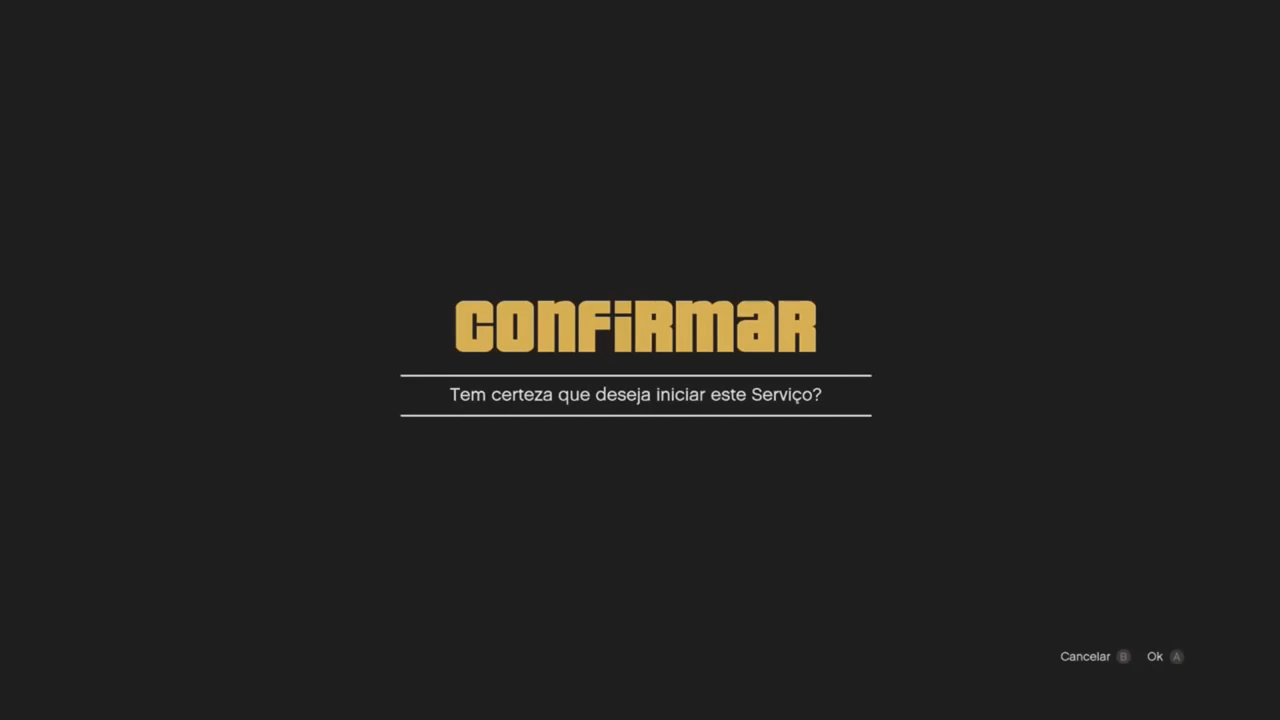 CONFIRMAR
Tem certeza que deseja iniciar este Serviço?
Cancelar B Ok A